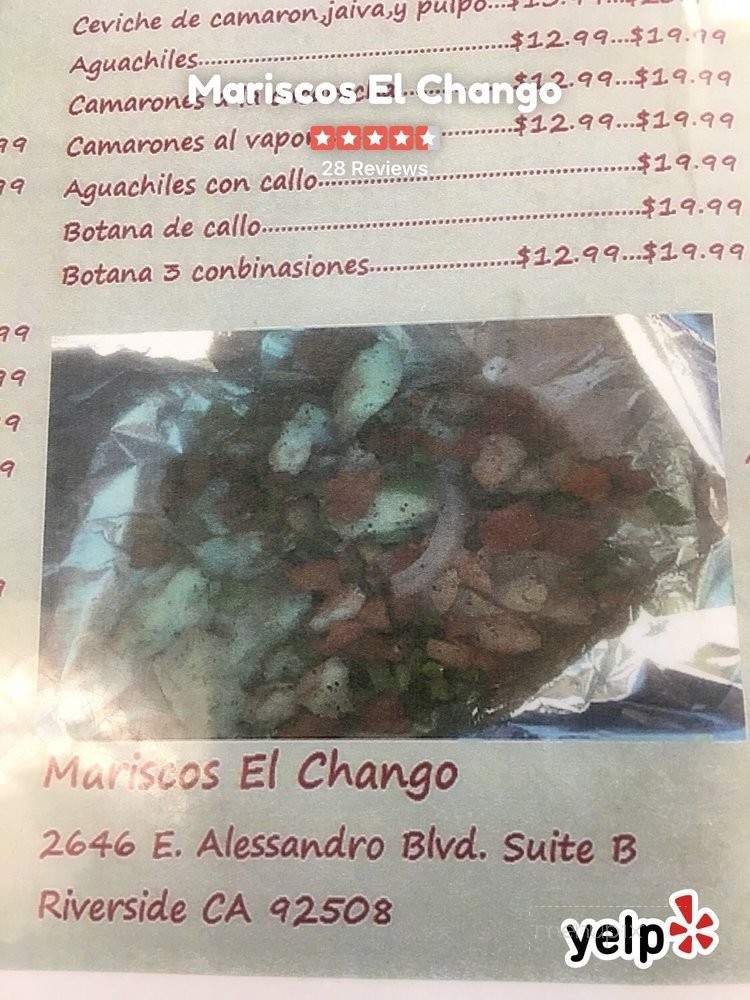 Ceviche de camaron,jaiva,y pulpo
Aguachiles..........$12.99...$19.99
Mariscos El Chango
Camarones a la..........$12.99...$19.99
Camarones al vapor..........$12.99...$19.99
28 Reviews
Aguachiles con callo..........$19.99
Botana de callo..........$19.99
Botana 3 conbinasiones..........$12.99...$19.99
Mariscos El Chango
2646 E. Alessandro Blvd. Suite B
Riverside CA 92508
yelp